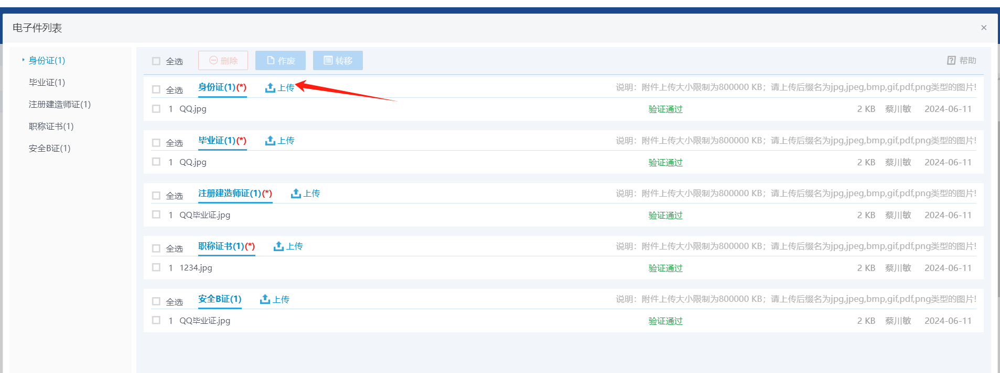 电子件列表
×
身份证(1)
毕业证(1)
注册建造师证(1)
职称证书(1)
安全B证(1)
全选 删除 作废 转移 帮助
全选 身份证(1)(*) 上传 说明：附件上传大小限制为800000 KB；请上传后缀名为jpg,jpeg,bmp,gif,pdf,png类型的图片!
1 QQ.jpg 验证通过 2 KB 蔡川敏 2024-06-11
全选 毕业证(1)(*) 上传 说明：附件上传大小限制为800000 KB；请上传后缀名为jpg,jpeg,bmp,gif,pdf,png类型的图片!
1 QQ.jpg 验证通过 2 KB 蔡川敏 2024-06-11
全选 注册建造师证(1)(*) 上传 说明：附件上传大小限制为800000 KB；请上传后缀名为jpg,jpeg,bmp,gif,pdf,png类型的图片!
1 QQ毕业证.jpg 验证通过 2 KB 蔡川敏 2024-06-11
全选 职称证书(1)(*) 上传 说明：附件上传大小限制为800000 KB；请上传后缀名为jpg,jpeg,bmp,gif,pdf,png类型的图片!
1 1234.jpg 验证通过 2 KB 蔡川敏 2024-06-11
全选 安全B证(1) 上传 说明：附件上传大小限制为800000 KB；请上传后缀名为jpg,jpeg,bmp,gif,pdf,png类型的图片!
1 QQ毕业证.jpg 验证通过 2 KB 蔡川敏 2024-06-11